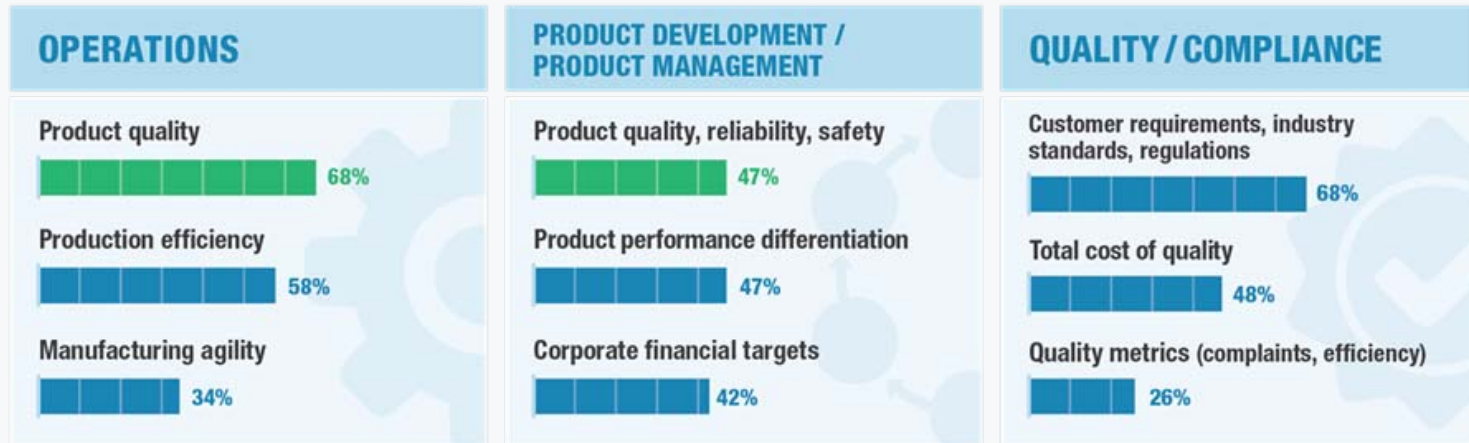 OPERATIONS
Product quality
68%
Production efficiency
58%
Manufacturing agility
34%
PRODUCT DEVELOPMENT /
PRODUCT MANAGEMENT
Product quality, reliability, safety
47%
Product performance differentiation
47%
Corporate financial targets
42%
QUALITY / COMPLIANCE
Customer requirements, industry
standards, regulations
68%
Total cost of quality
48%
Quality metrics (complaints, efficiency)
26%